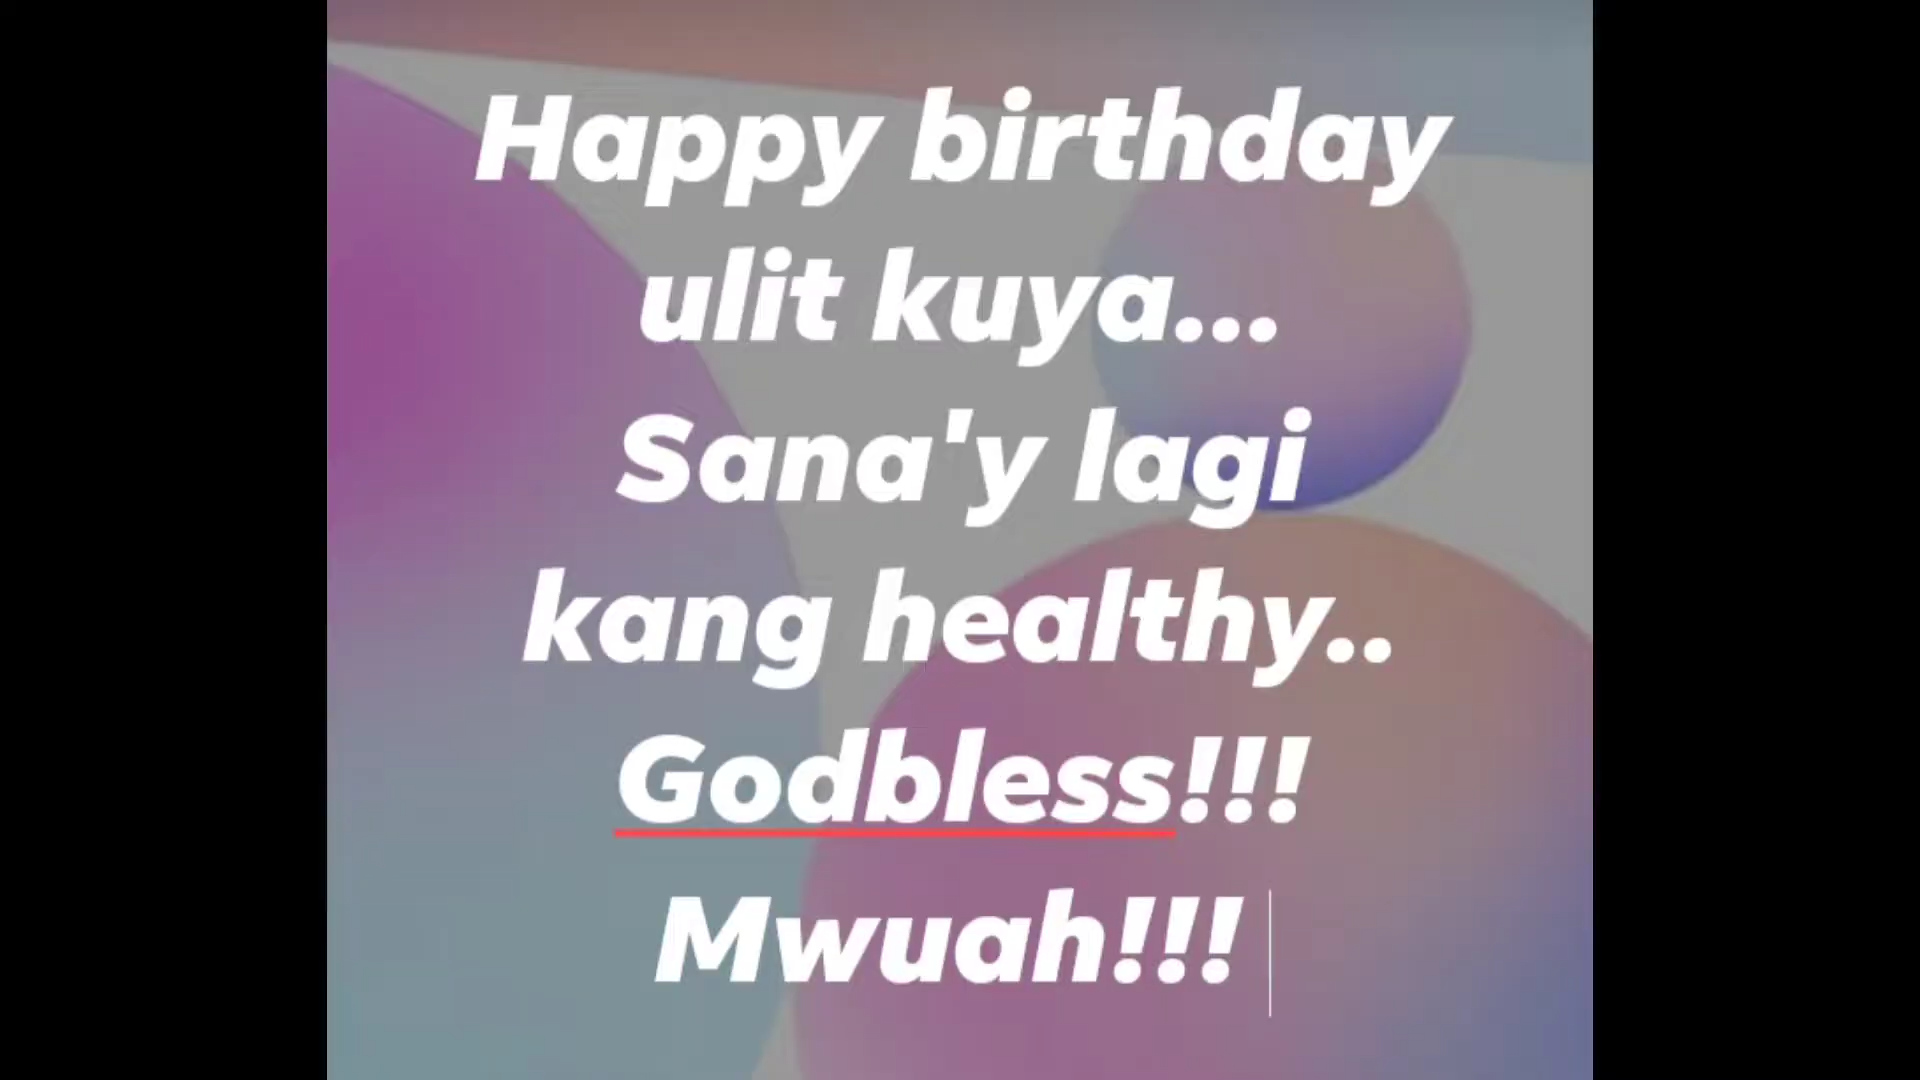 Happy birthday
ulit kuya...
Sana'y lagi
kang healthy..
Godbless!!!
Mwuah!!!